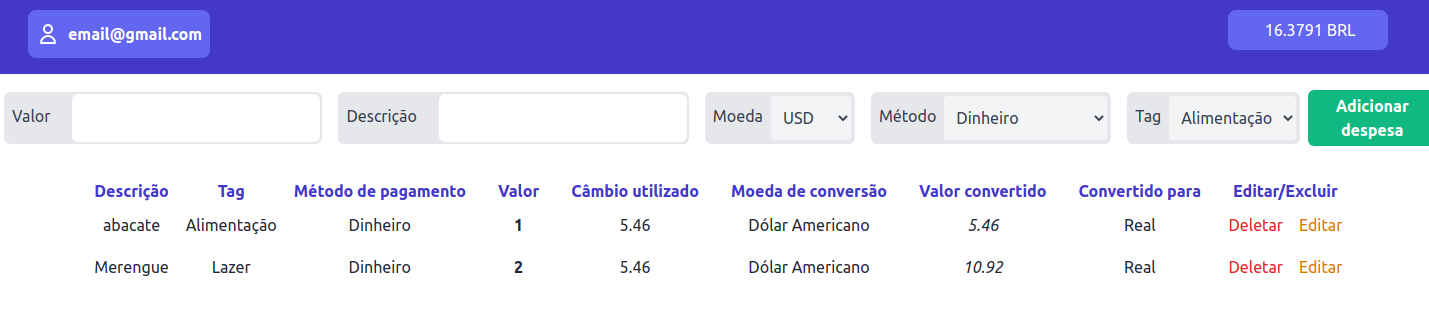 email@gmail.com 16.3791 BRL
Valor Descrição Moeda USD Método Dinheiro Tag Alimentação Adicionar despesa
Descrição Tag Método de pagamento Valor Câmbio utilizado Moeda de conversão Valor convertido Convertido para Editar/Excluir
abacate Alimentação Dinheiro 1 5.46 Dólar Americano 5.46 Real Deletar Editar
Merengue Lazer Dinheiro 2 5.46 Dólar Americano 10.92 Real Deletar Editar